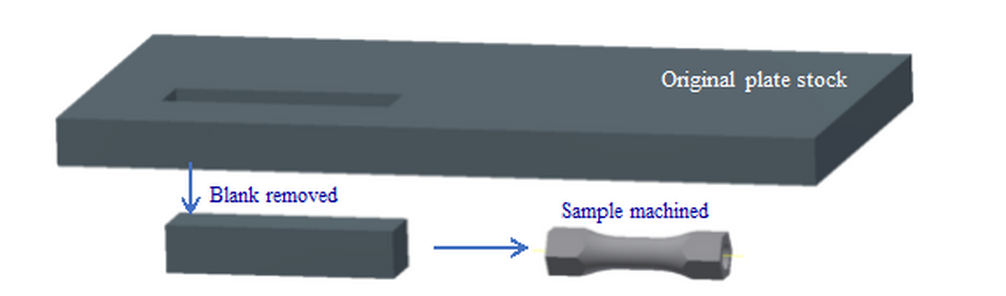 Original plate stock
Blank removed
Sample machined